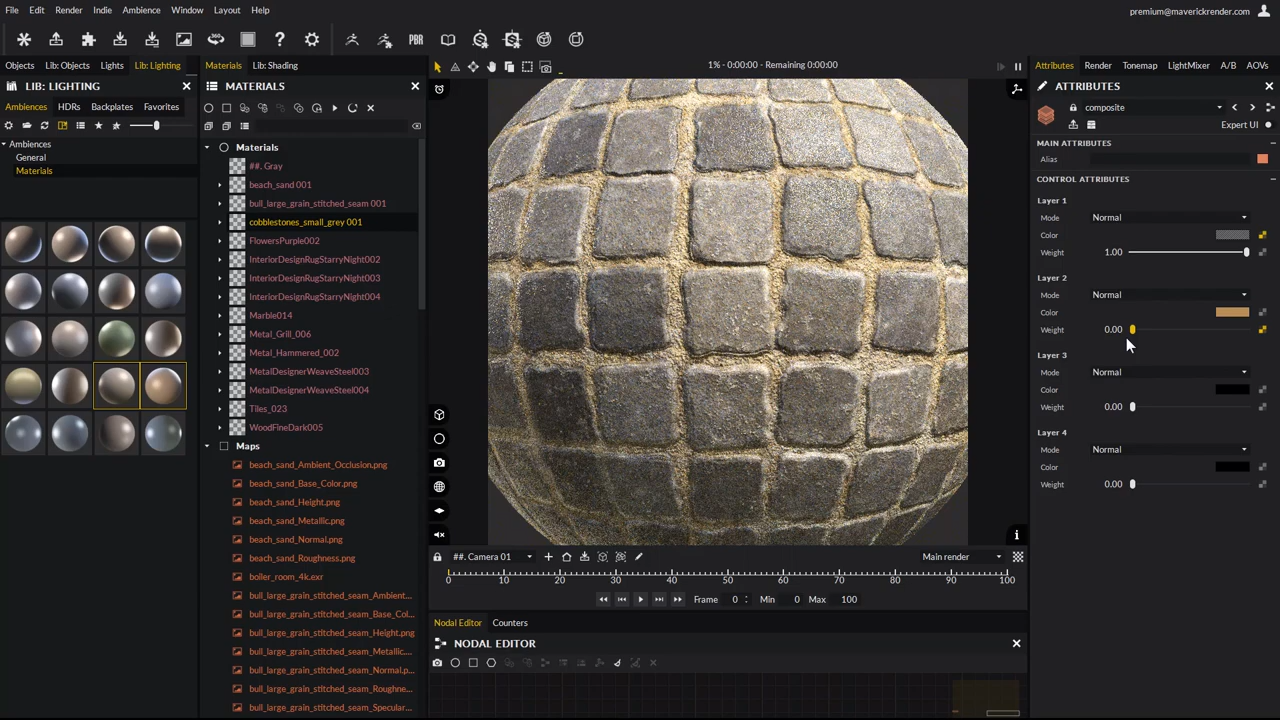 File Edit Render Indie Ambience Window Layout Help
premium@maverickrender.com
PBR
Objects Lib: Objects Lights Lib: Lighting
Materials Lib: Shading
1% - 0:00:00 - Remaining 0:00:00
Attributes Render Tonemap LightMixer A/B AOVs
LIB: LIGHTING
MATERIALS
ATTRIBUTES
Ambiences HDRs Backplates Favorites
composite
Expert UI
Ambiences
General
Materials
MAIN ATTRIBUTES
Alias
CONTROL ATTRIBUTES
Layer 1
Mode Normal
Color
Weight 1.00
Layer 2
Mode Normal
Color
Weight 0.00
Layer 3
Mode Normal
Color
Weight 0.00
Layer 4
Mode Normal
Color
Weight 0.00
Materials
##. Gray
beach_sand 001
bull_large_grain_stitched_seam 001
cobblestones_small_grey 001
FlowersPurple002
InteriorDesignRugStarryNight002
InteriorDesignRugStarryNight003
InteriorDesignRugStarryNight004
Marble014
Metal_Grill_006
Metal_Hammered_002
MetalDesignerWeaveSteel003
MetalDesignerWeaveSteel004
Tiles_023
WoodFineDark005
Maps
beach_sand_Ambient_Occlusion.png
beach_sand_Base_Color.png
beach_sand_Height.png
beach_sand_Metallic.png
beach_sand_Normal.png
beach_sand_Roughness.png
boiler_room_4k.exr
bull_large_grain_stitched_seam_Ambient...
bull_large_grain_stitched_seam_Base_Col...
bull_large_grain_stitched_seam_Height.png
bull_large_grain_stitched_seam_Metallic....
bull_large_grain_stitched_seam_Normal.p...
bull_large_grain_stitched_seam_Roughne...
bull_large_grain_stitched_seam_Specular...
##. Camera 01
Main render
0 10 20 30 40 50 60 70 80 90 100
Frame 0 Min 0 Max 100
Nodal Editor Counters
NODAL EDITOR